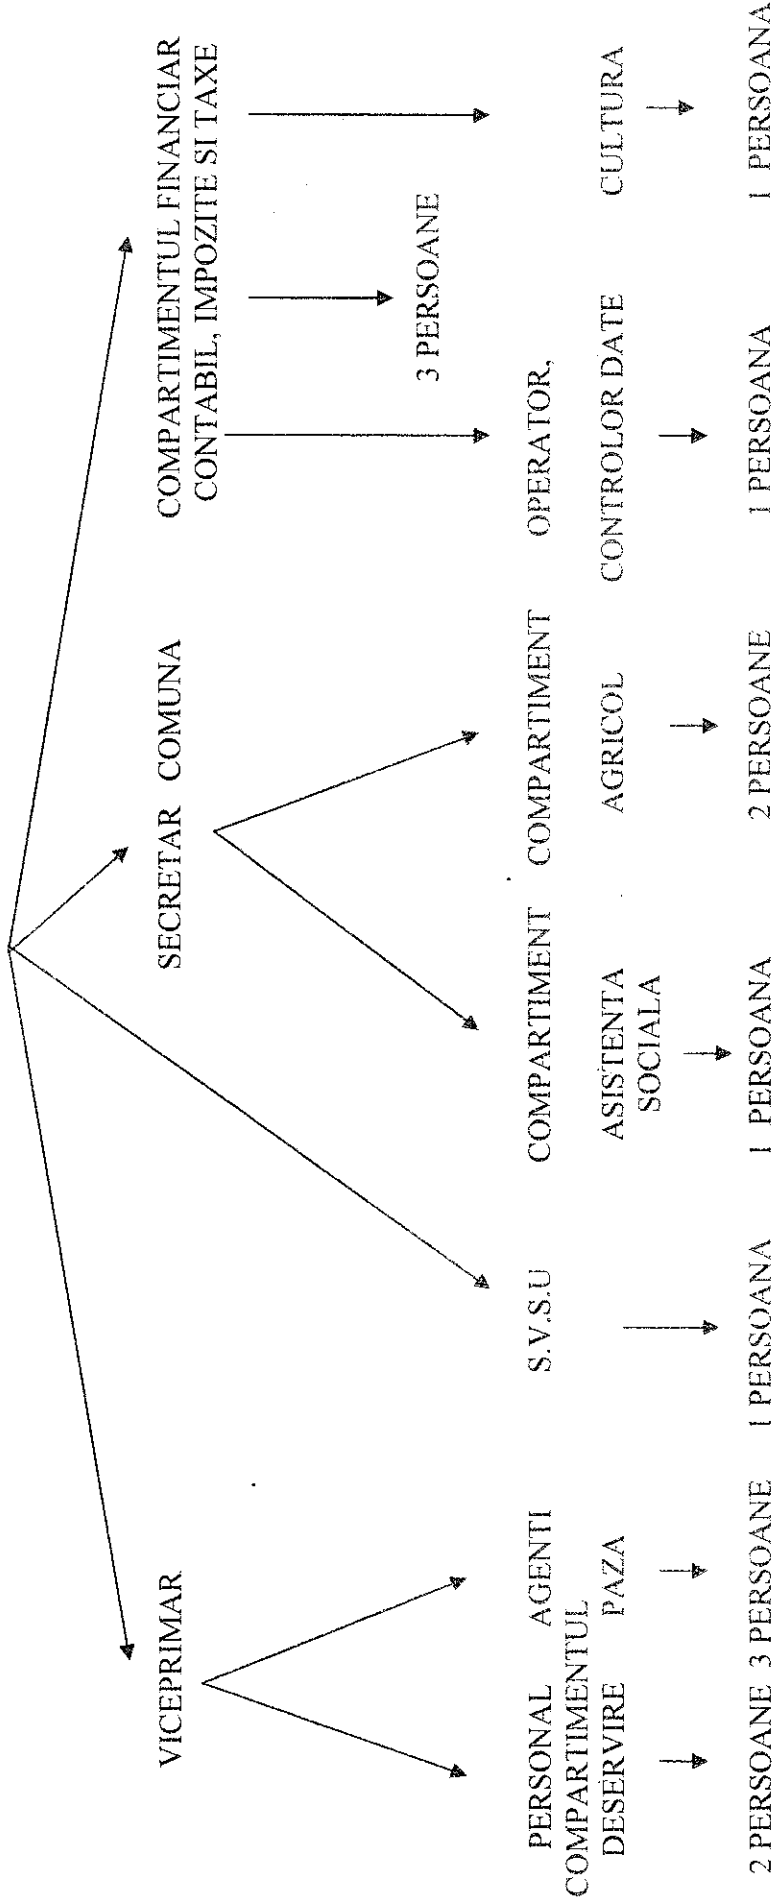 VICEPRIMAR
SECRETAR COMUNA
COMPARTIMENTUL FINANCIAR
CONTABIL, IMPOZITE SI TAXE
3 PERSOANE
PERSONAL AGENTI
COMPARTIMENTUL
DESERVIRE PAZA
2 PERSOANE 3 PERSOANE
S.V.S.U
1 PERSOANA
COMPARTIMENT
ASISTENTA
SOCIALA
1 PERSOANA
COMPARTIMENT
AGRICOL
2 PERSOANE
OPERATOR,
CONTROLOR DATE
1 PERSOANA
CULTURA
1 PERSOANA